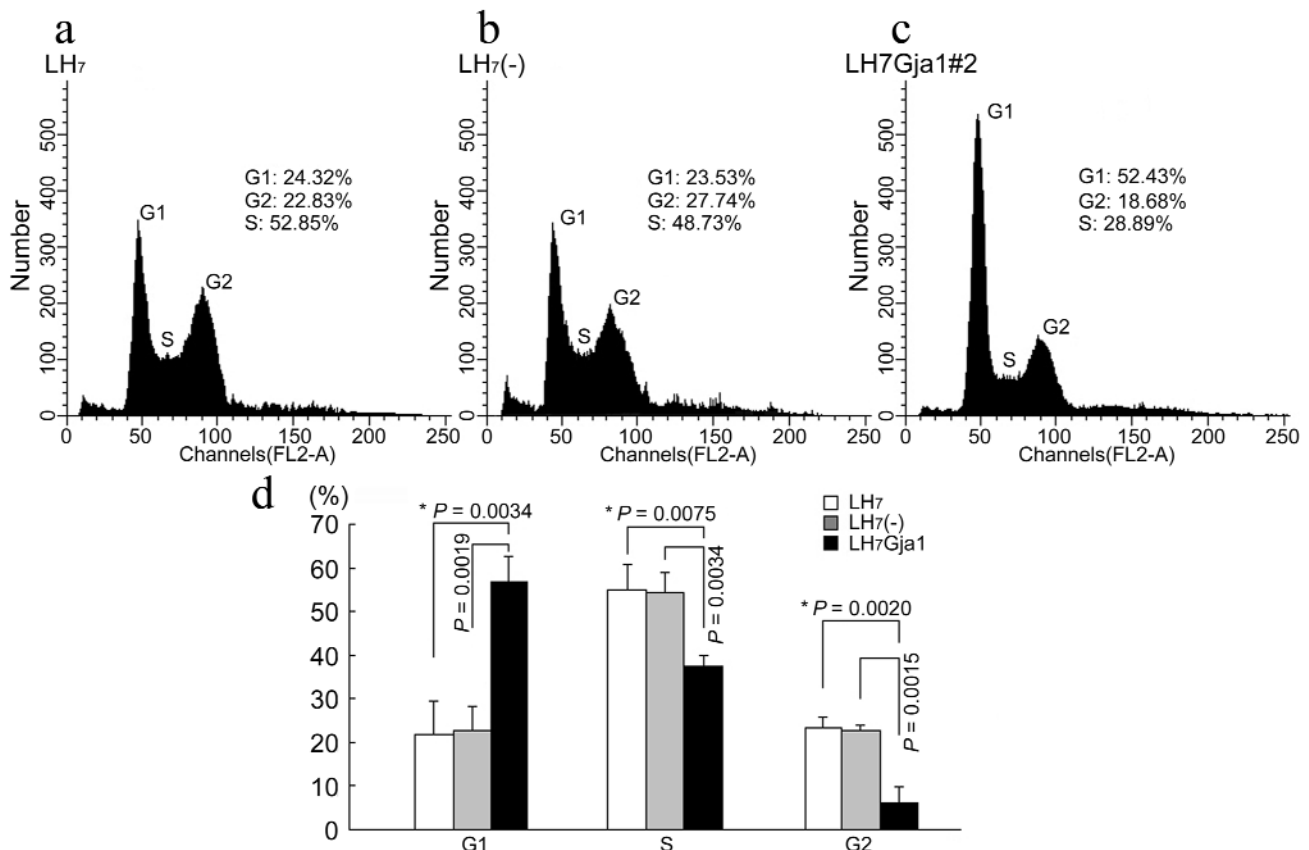 a
LH₇
Number
500
400
300
200
100
0
G1
S
G2
G1: 24.32%
G2: 22.83%
S: 52.85%
0 50 100 150 200 250
Channels(FL2-A)
b
LH₇(-)
Number
500
400
300
200
100
0
G1
S
G2
G1: 23.53%
G2: 27.74%
S: 48.73%
0 50 100 150 200 250
Channels(FL2-A)
c
LH7Gja1#2
Number
500
400
300
200
100
0
G1
S
G2
G1: 52.43%
G2: 18.68%
S: 28.89%
0 50 100 150 200 250
Channels(FL2-A)
d
(%)
70
60
50
40
30
20
10
0
* P = 0.0034
P = 0.0019
* P = 0.0075
P = 0.0034
* P = 0.0020
P = 0.0015
LH₇
LH₇(-)
LH₇Gja1
G1 S G2